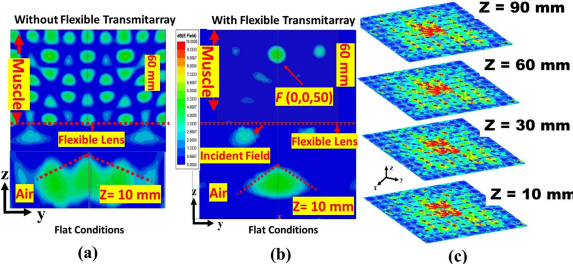 Without Flexible Transmitarray
Muscle
60 mm
Flexible Lens
Air
Z= 10 mm
z
y
Flat Conditions
(a)
With Flexible Transmitarray
dB(E Field)
60 mm
F (0,0,50)
Flexible Lens
Incident Field
Air
Z= 10 mm
z
y
Flat Conditions
(b)
Z = 90 mm
Z = 60 mm
Z = 30 mm
Z = 10 mm
z
y
x
(c)